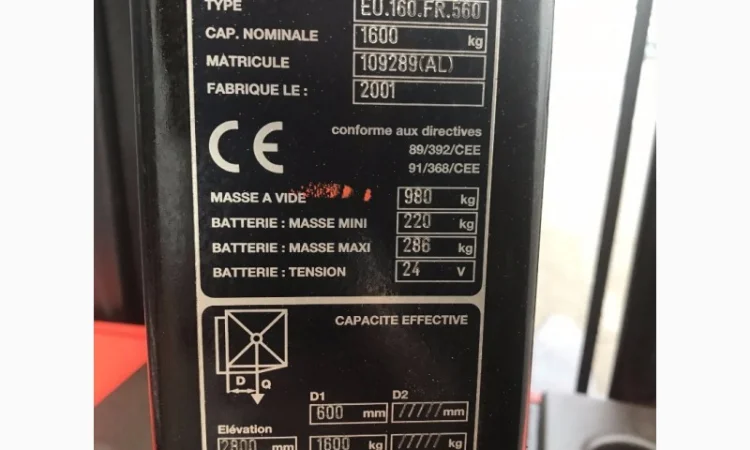 TYPE EU.160.FR.560
CAP. NOMINALE 1600 kg
MATRICULE 109289(AL)
FABRIQUE LE : 2001
CE
conforme aux directives
89/392/CEE
91/368/CEE
MASSE A VIDE 980 kg
BATTERIE : MASSE MINI 220 kg
BATTERIE : MASSE MAXI 286 kg
BATTERIE : TENSION 24 V
CAPACITE EFFECTIVE
D Q
D1 D2
600 mm ///// mm
Elévation
2800 mm 1600 kg ///// kg